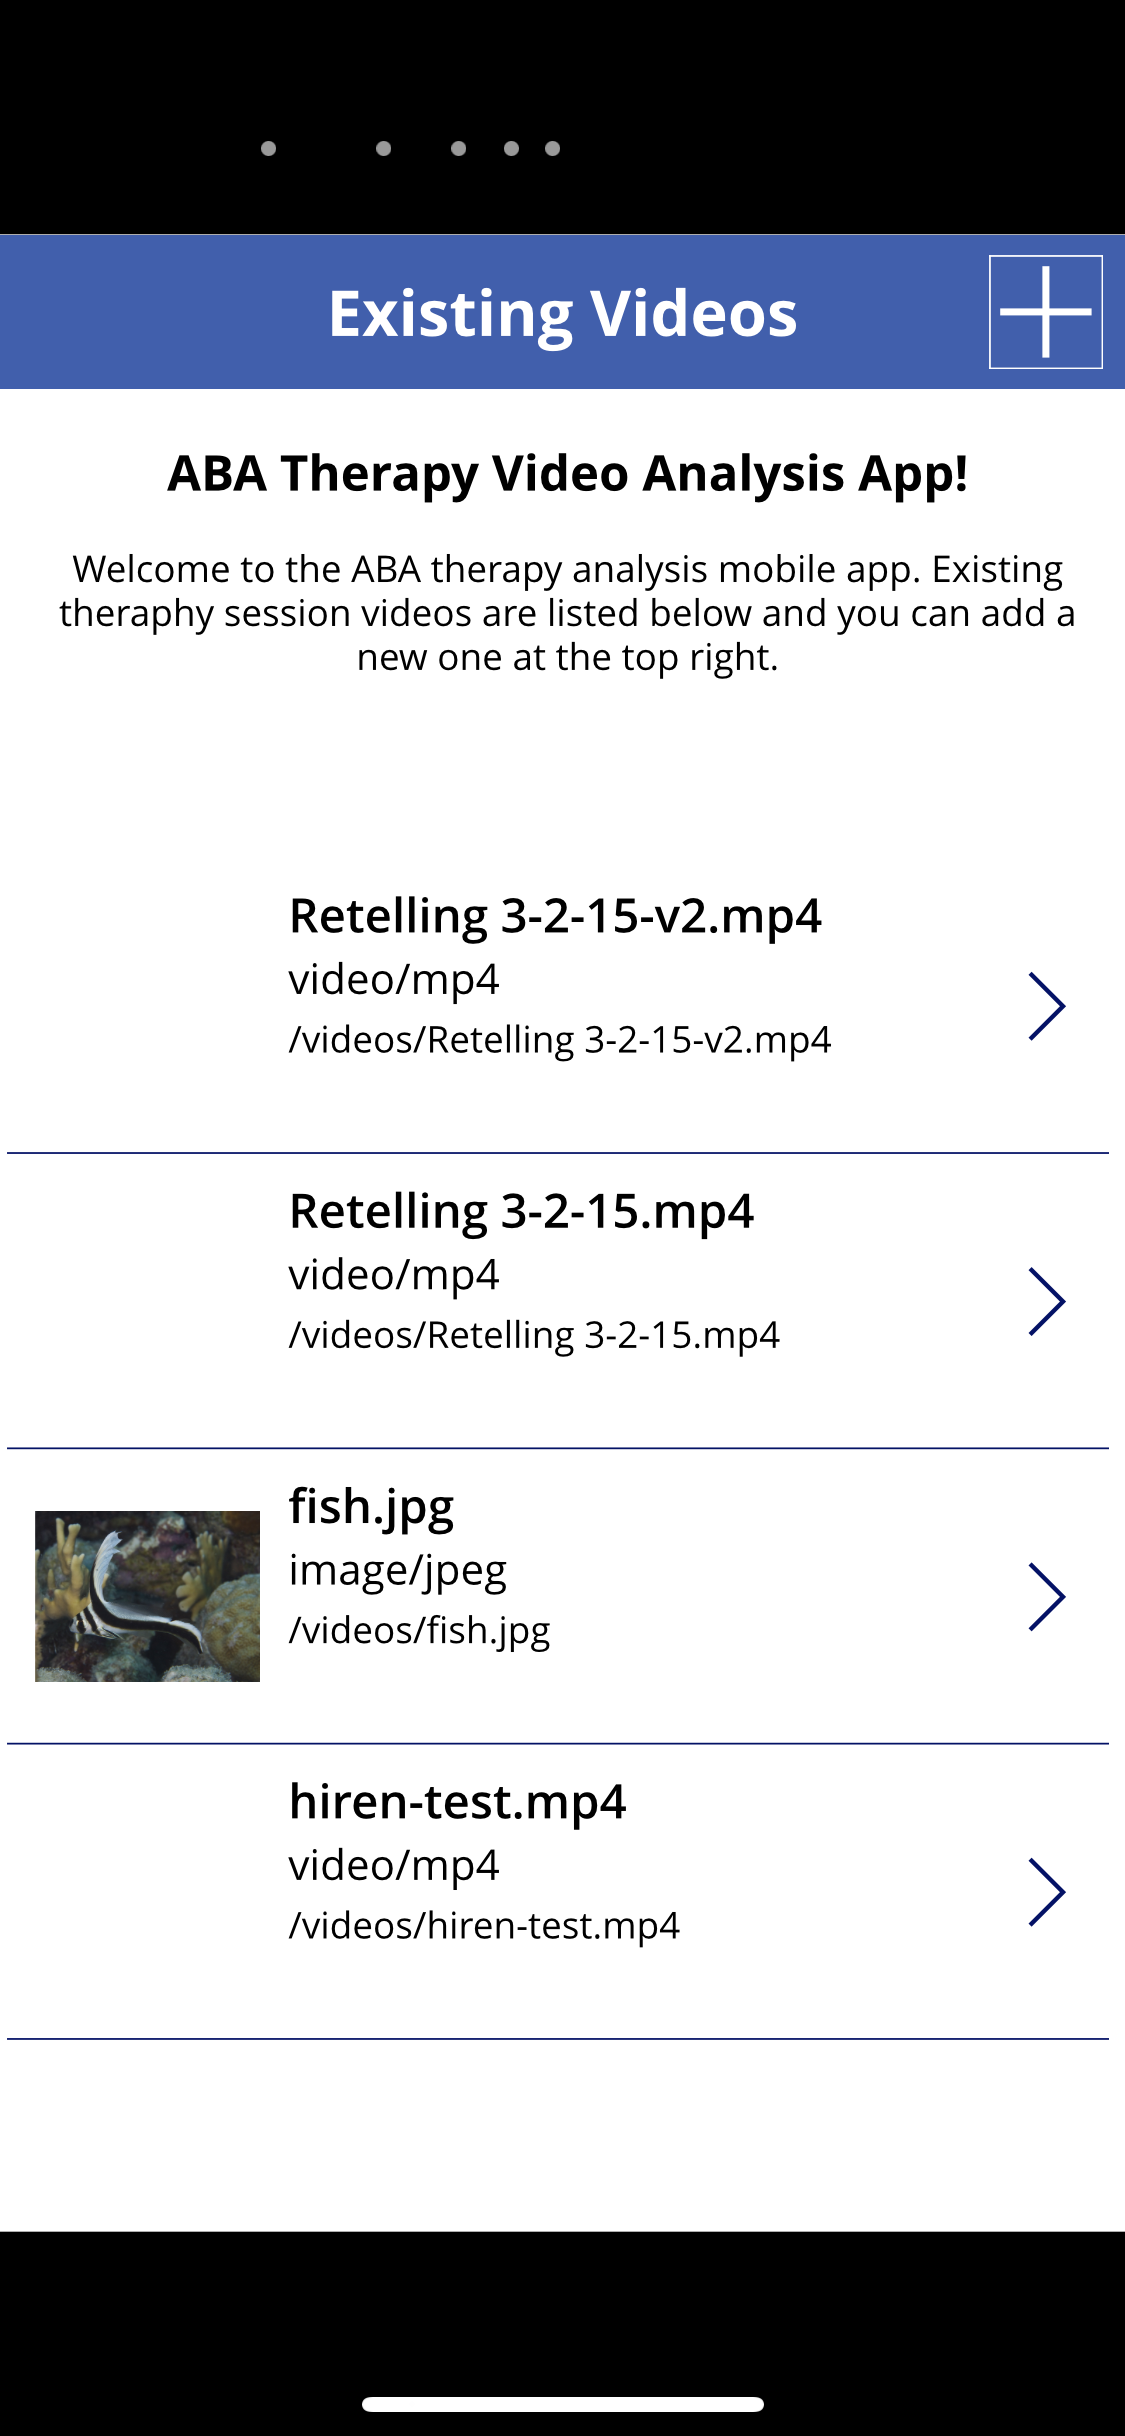 Existing Videos
ABA Therapy Video Analysis App!
Welcome to the ABA therapy analysis mobile app. Existing
theraphy session videos are listed below and you can add a
new one at the top right.
Retelling 3-2-15-v2.mp4
video/mp4
/videos/Retelling 3-2-15-v2.mp4
Retelling 3-2-15.mp4
video/mp4
/videos/Retelling 3-2-15.mp4
fish.jpg
image/jpeg
/videos/fish.jpg
hiren-test.mp4
video/mp4
/videos/hiren-test.mp4